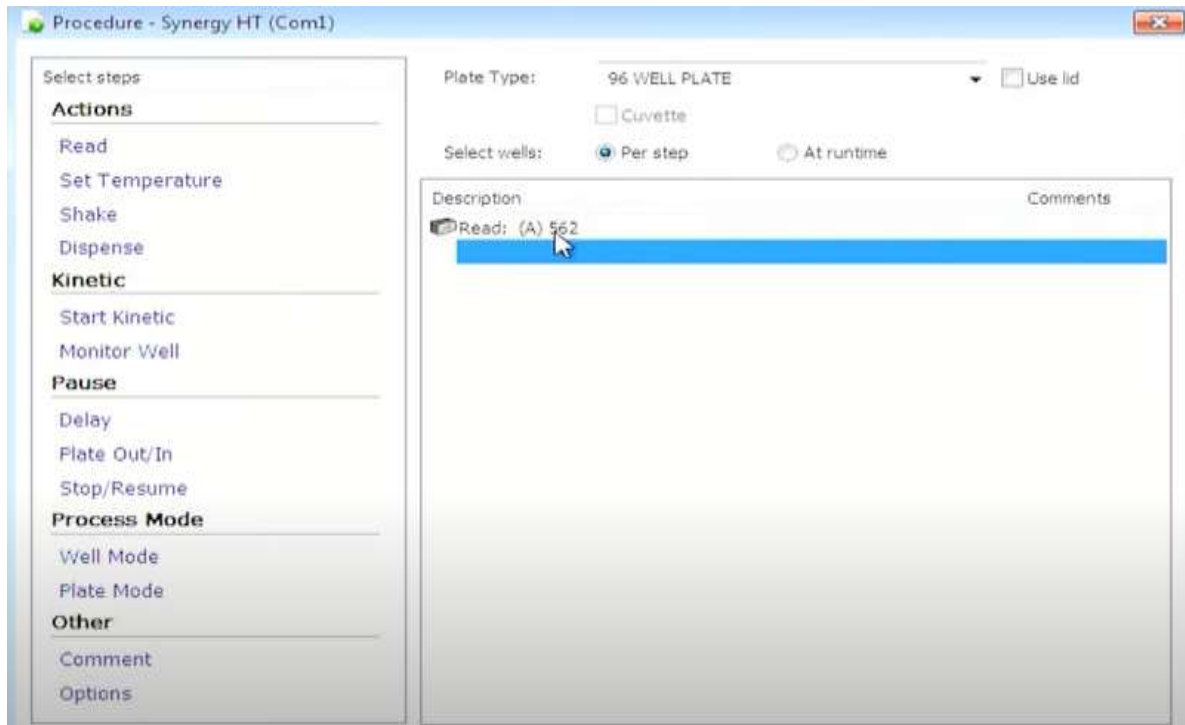 Procedure - Synergy HT (Com1)
Select steps
Actions
Read
Set Temperature
Shake
Dispense
Kinetic
Start Kinetic
Monitor Well
Pause
Delay
Plate Out/In
Stop/Resume
Process Mode
Well Mode
Plate Mode
Other
Comment
Options
Plate Type: 96 WELL PLATE Use lid
Cuvette
Select wells: Per step At runtime
Description Comments
Read: (A) 562